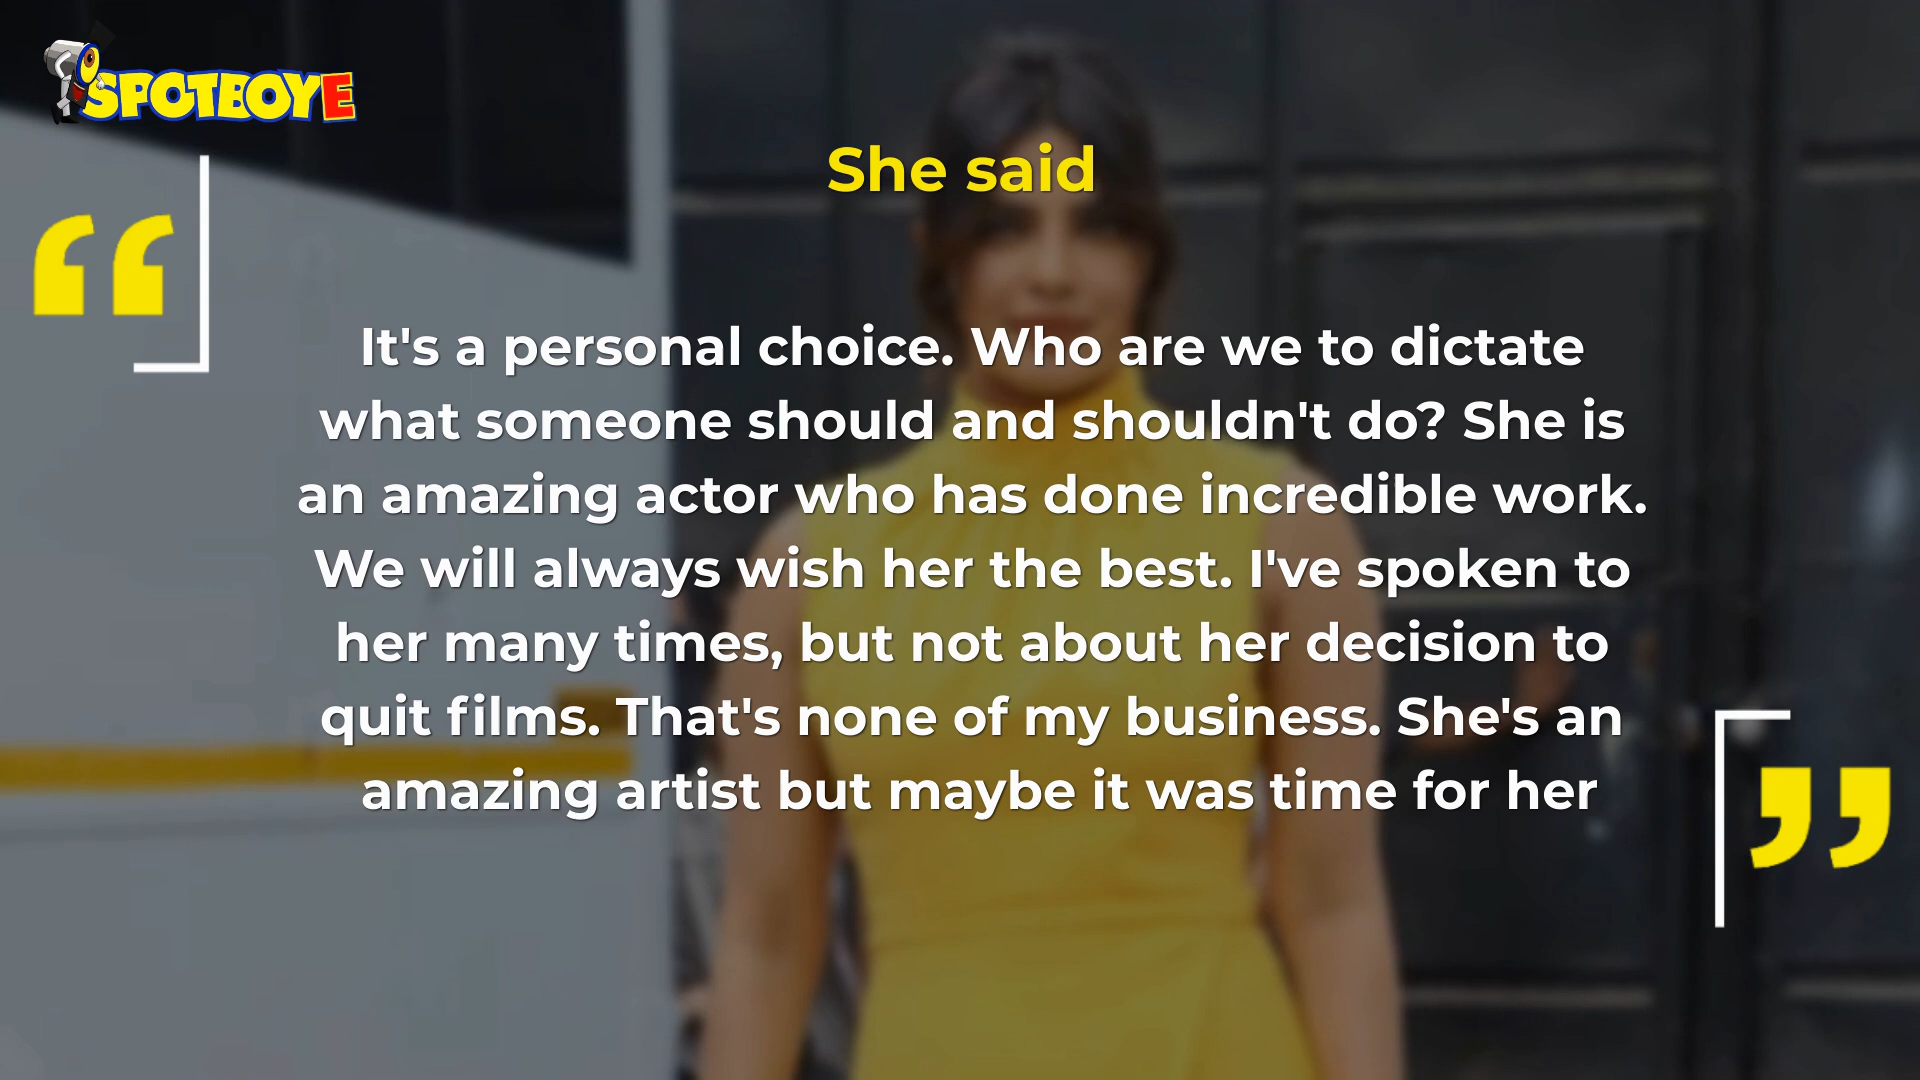 SPOTBOYE
She said
“
It's a personal choice. Who are we to dictate
what someone should and shouldn't do? She is
an amazing actor who has done incredible work.
We will always wish her the best. I've spoken to
her many times, but not about her decision to
quit films. That's none of my business. She's an
amazing artist but maybe it was time for her
”